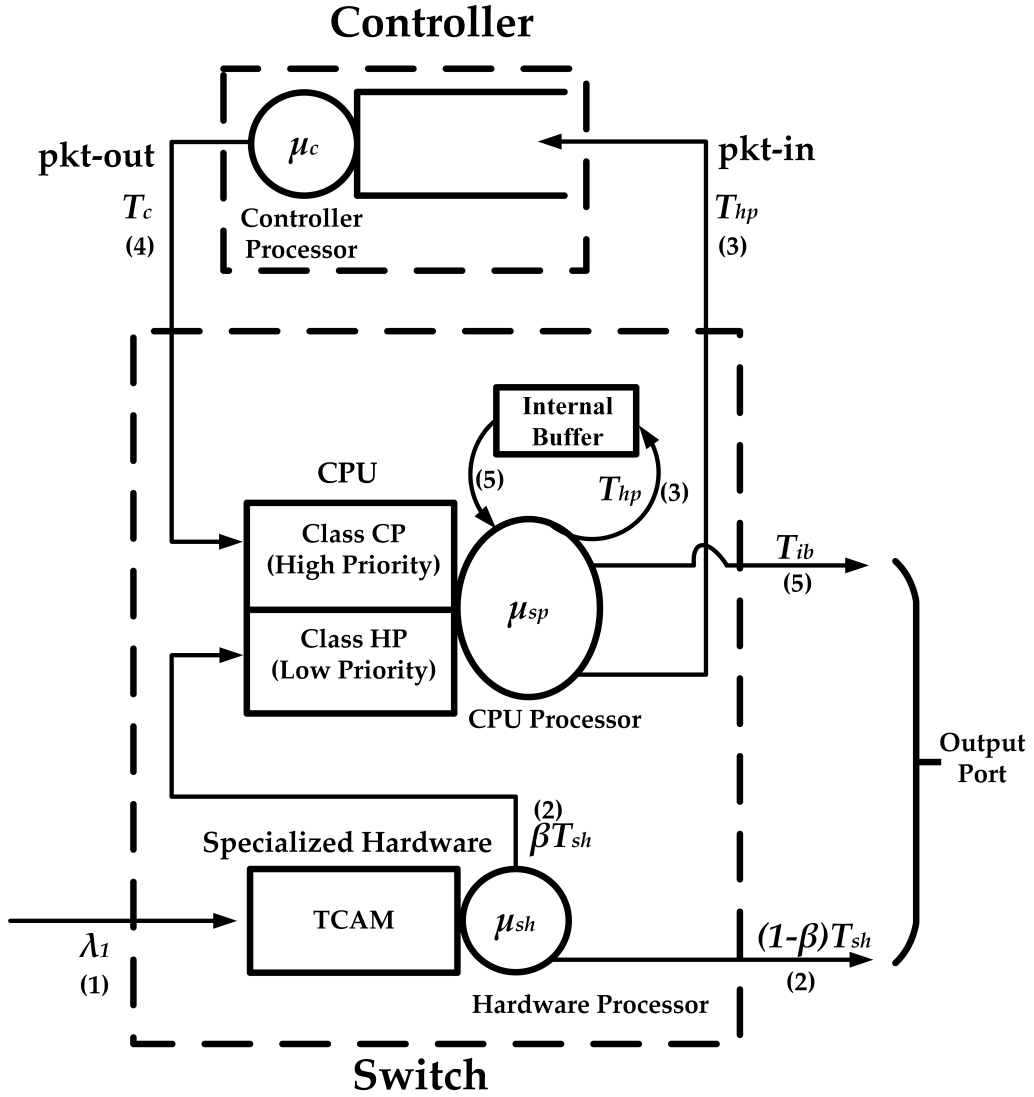 Controller
μc
pkt-out
pkt-in
Tc
(4)
Controller
Processor
Thp
(3)
Internal
Buffer
CPU
(5)
Thp
(3)
Class CP
(High Priority)
Tib
(5)
μsp
Class HP
(Low Priority)
CPU Processor
Output
Port
(2)
βTsh
Specialized Hardware
TCAM
μsh
λ1
(1)
(1-β)Tsh
(2)
Hardware Processor
Switch